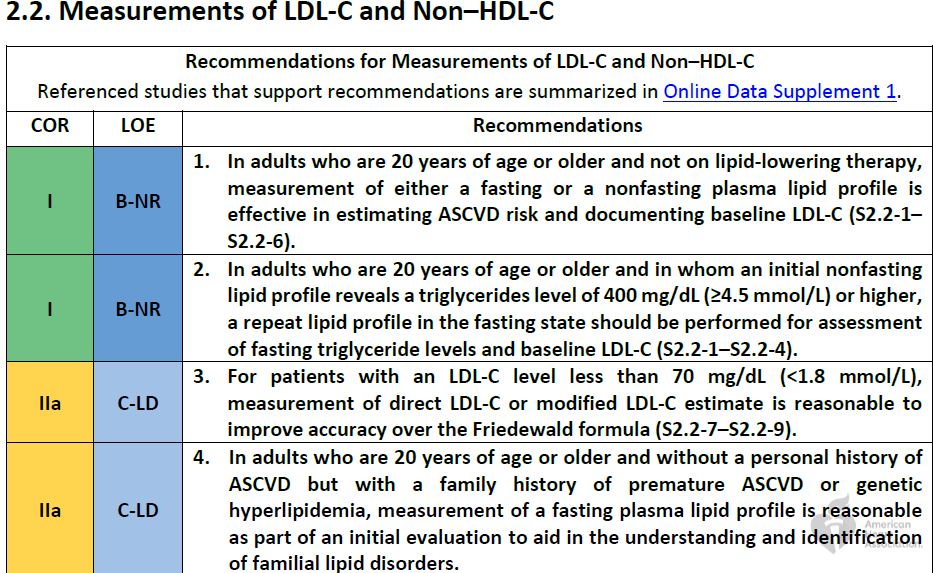 2.2. Measurements of LDL-C and Non–HDL-C
Recommendations for Measurements of LDL-C and Non–HDL-C
Referenced studies that support recommendations are summarized in Online Data Supplement 1.
COR LOE Recommendations
I B-NR 1. In adults who are 20 years of age or older and not on lipid-lowering therapy,
measurement of either a fasting or a nonfasting plasma lipid profile is
effective in estimating ASCVD risk and documenting baseline LDL-C (S2.2-1–
S2.2-6).
I B-NR 2. In adults who are 20 years of age or older and in whom an initial nonfasting
lipid profile reveals a triglycerides level of 400 mg/dL (≥4.5 mmol/L) or higher,
a repeat lipid profile in the fasting state should be performed for assessment
of fasting triglyceride levels and baseline LDL-C (S2.2-1–S2.2-4).
IIa C-LD 3. For patients with an LDL-C level less than 70 mg/dL (<1.8 mmol/L),
measurement of direct LDL-C or modified LDL-C estimate is reasonable to
improve accuracy over the Friedewald formula (S2.2-7–S2.2-9).
IIa C-LD 4. In adults who are 20 years of age or older and without a personal history of
ASCVD but with a family history of premature ASCVD or genetic
hyperlipidemia, measurement of a fasting plasma lipid profile is reasonable
as part of an initial evaluation to aid in the understanding and identification
of familial lipid disorders.
American
Association.